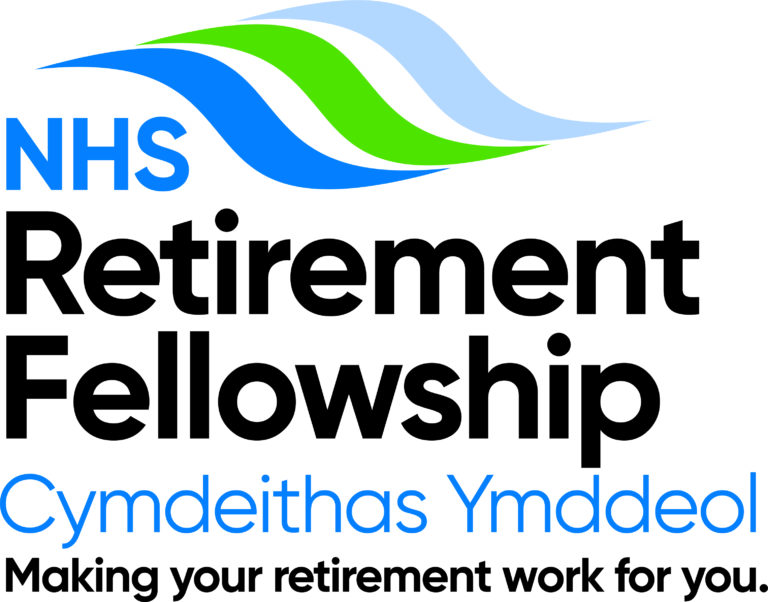 NHS
Retirement
Fellowship
Cymdeithas Ymddeol
Making your retirement work for you.